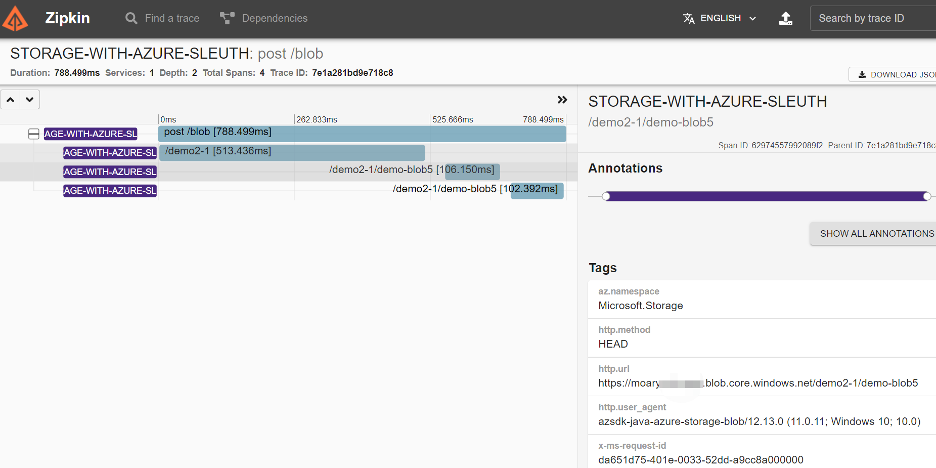 Zipkin Find a trace Dependencies ENGLISH Search by trace ID
STORAGE-WITH-AZURE-SLEUTH: post /blob
Duration: 788.499ms Services: 1 Depth: 2 Total Spans: 4 Trace ID: 7e1a281bd9e718c8
DOWNLOAD JSO
0ms 262.833ms 525.666ms 788.499ms
AGE-WITH-AZURE-SL post /blob [788.499ms]
AGE-WITH-AZURE-SL /demo2-1 [513.436ms]
AGE-WITH-AZURE-SL /demo2-1/demo-blob5 [106.150ms]
AGE-WITH-AZURE-SL /demo2-1/demo-blob5 [102.392ms]
STORAGE-WITH-AZURE-SLEUTH
/demo2-1/demo-blob5
Span ID: 62974557992089f2 Parent ID: 7e1a281bd9e718c
Annotations
SHOW ALL ANNOTATIONS
Tags
az.namespace
Microsoft.Storage
http.method
HEAD
http.url
https://moary .blob.core.windows.net/demo2-1/demo-blob5
http.user_agent
azsdk-java-azure-storage-blob/12.13.0 (11.0.11; Windows 10; 10.0)
x-ms-request-id
da651d75-401e-0033-52dd-a9cc8a000000